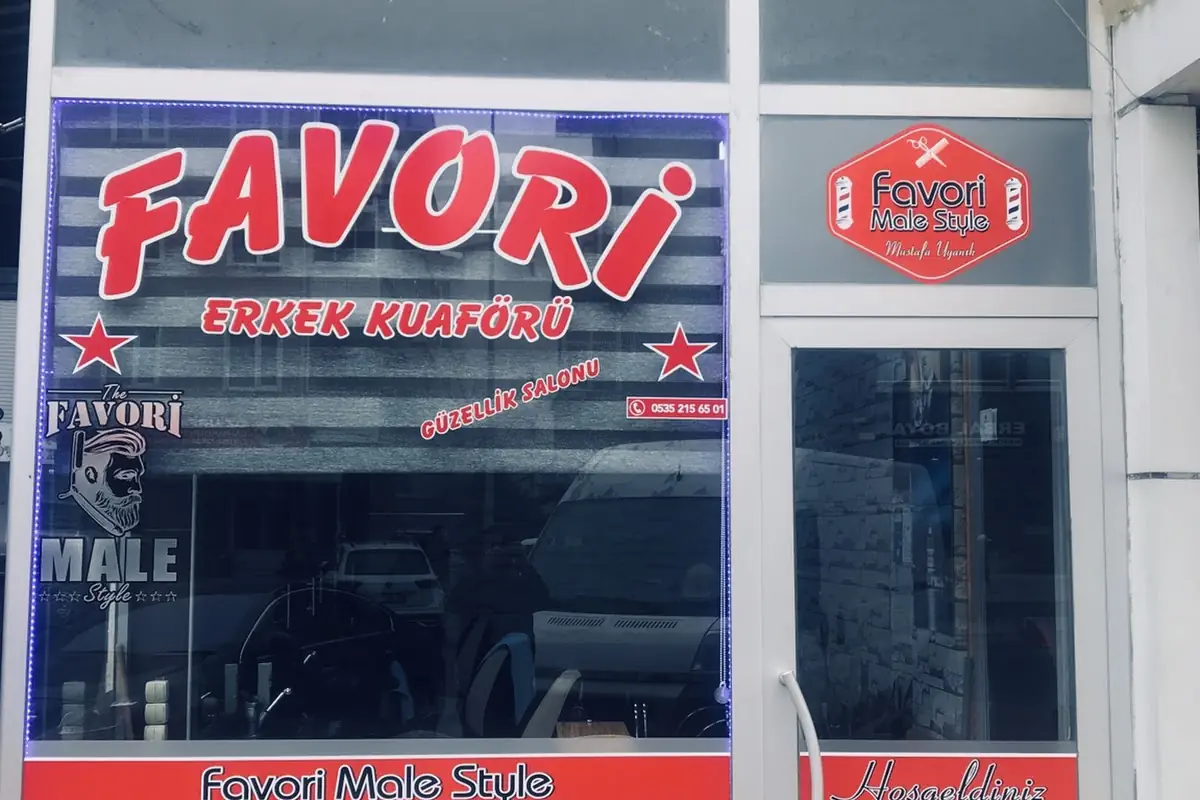 FAVORİ
ERKEK KUAFÖRÜ
GÜZELLİK SALONU
0535 215 65 01
The
FAVORİ
MALE
Style
Favori Male Style
Favori
Male Style
Mustafa Uyanık
Hoşgeldiniz